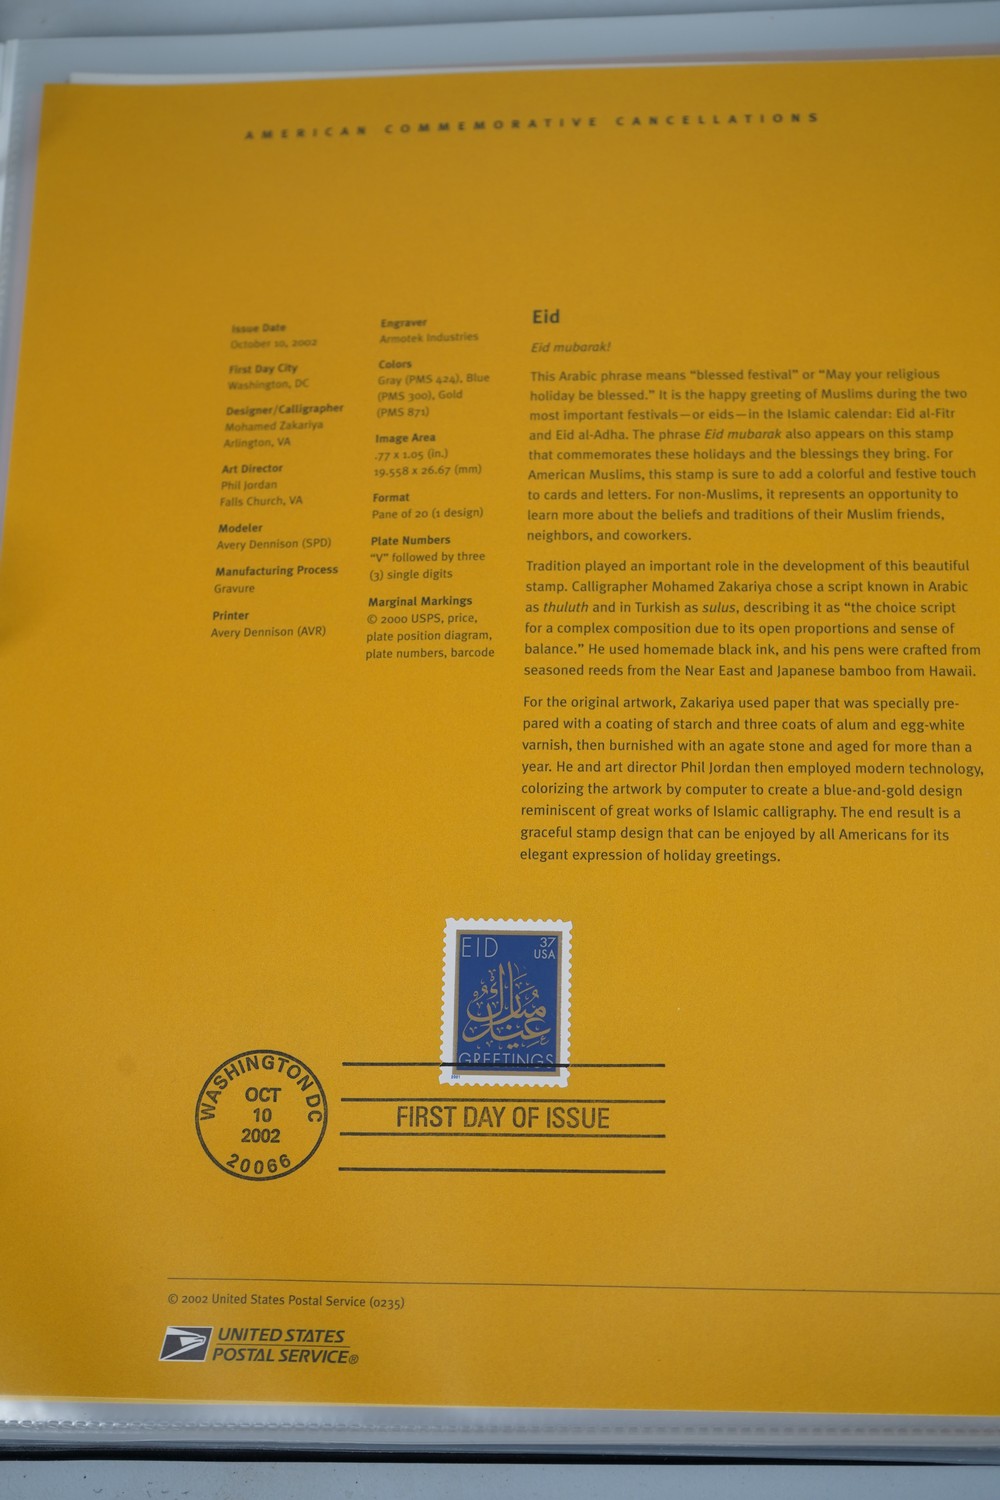 AMERICAN COMMEMORATIVE CANCELLATIONS
Issue Date
October 10, 2002
First Day City
Washington, DC
Designer/Calligrapher
Mohamed Zakariya
Arlington, VA
Art Director
Phil Jordan
Falls Church, VA
Modeler
Avery Dennison (SPD)
Manufacturing Process
Gravure
Printer
Avery Dennison (AVR)
Engraver
Armotek Industries
Colors
Gray (PMS 424), Blue
(PMS 300), Gold
(PMS 871)
Image Area
.77 x 1.05 (in.)
19.558 x 26.67 (mm)
Format
Pane of 20 (1 design)
Plate Numbers
“V” followed by three
(3) single digits
Marginal Markings
© 2000 USPS, price,
plate position diagram,
plate numbers, barcode
Eid
Eid mubarak!
This Arabic phrase means “blessed festival” or “May your religious
holiday be blessed.” It is the happy greeting of Muslims during the two
most important festivals—or eids—in the Islamic calendar: Eid al-Fitr
and Eid al-Adha. The phrase Eid mubarak also appears on this stamp
that commemorates these holidays and the blessings they bring. For
American Muslims, this stamp is sure to add a colorful and festive touch
to cards and letters. For non-Muslims, it represents an opportunity to
learn more about the beliefs and traditions of their Muslim friends,
neighbors, and coworkers.
Tradition played an important role in the development of this beautiful
stamp. Calligrapher Mohamed Zakariya chose a script known in Arabic
as thuluth and in Turkish as sulus, describing it as “the choice script
for a complex composition due to its open proportions and sense of
balance.” He used homemade black ink, and his pens were crafted from
seasoned reeds from the Near East and Japanese bamboo from Hawaii.
For the original artwork, Zakariya used paper that was specially pre-
pared with a coating of starch and three coats of alum and egg-white
varnish, then burnished with an agate stone and aged for more than a
year. He and art director Phil Jordan then employed modern technology,
colorizing the artwork by computer to create a blue-and-gold design
reminiscent of great works of Islamic calligraphy. The end result is a
graceful stamp design that can be enjoyed by all Americans for its
elegant expression of holiday greetings.
EID
37
USA
عيد مبارك
GREETINGS
2001
WASHINGTON DC
OCT
10
2002
20066
FIRST DAY OF ISSUE
© 2002 United States Postal Service (0235)
UNITED STATES
POSTAL SERVICE®